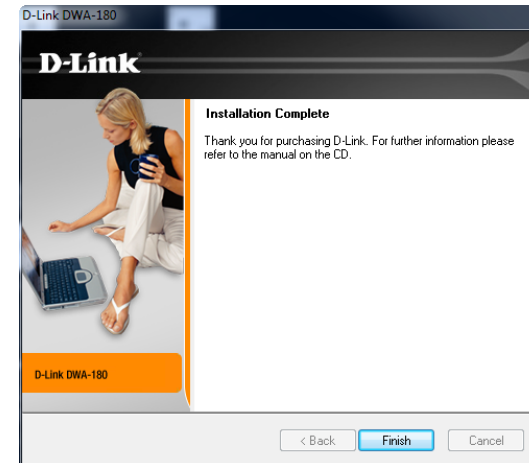 D-Link DWA-180
D-Link
Installation Complete
Thank you for purchasing D-Link. For further information please
refer to the manual on the CD.
D-Link DWA-180
< Back
Finish
Cancel